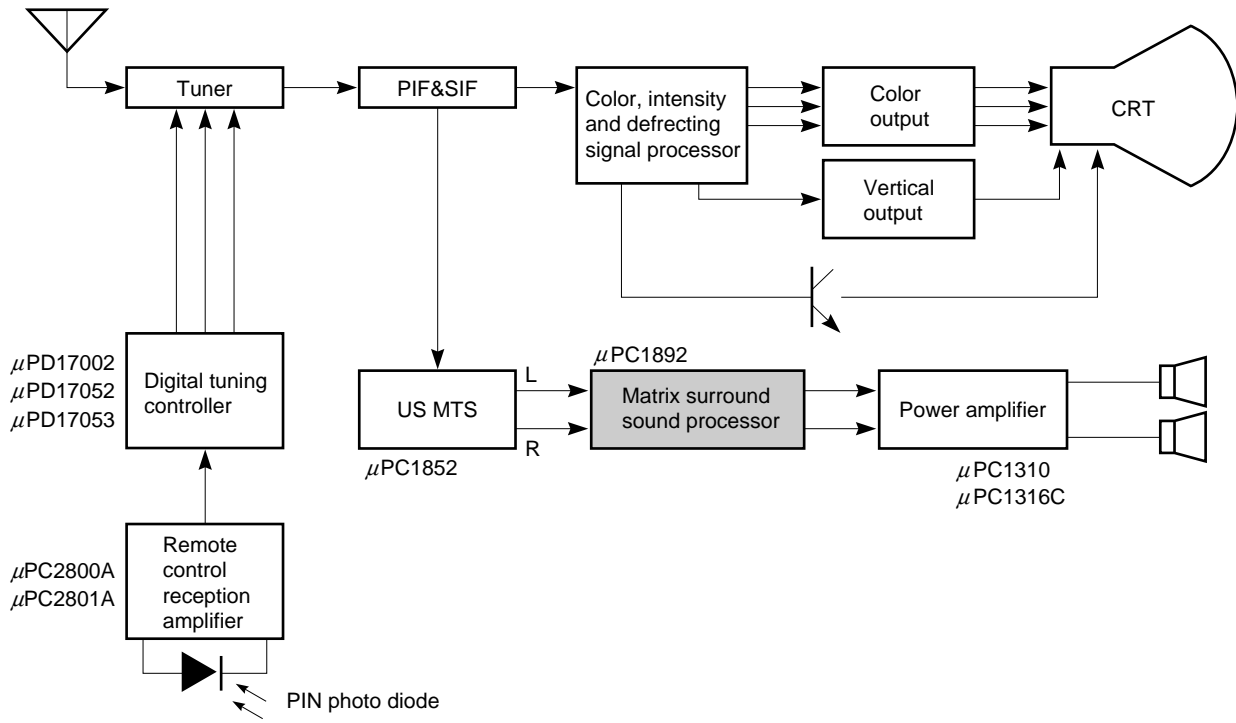 Tuner
PIF&SIF
Color, intensity
and defrecting
signal processor
Color
output
CRT
Vertical
output
μPD17002
μPD17052
μPD17053
Digital tuning
controller
US MTS
μPC1852
L
R
μPC1892
Matrix surround
sound processor
Power amplifier
μPC1310
μPC1316C
μPC2800A
μPC2801A
Remote
control
reception
amplifier
PIN photo diode